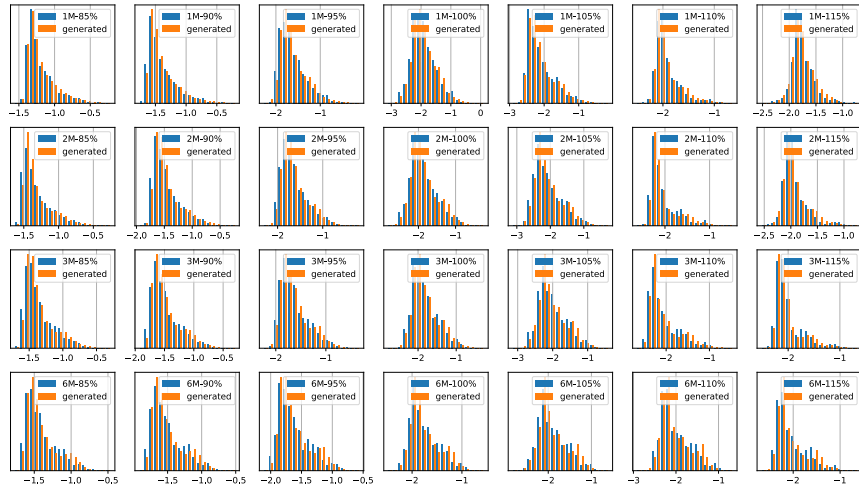 1M-85%
generated
1M-90%
generated
1M-95%
generated
1M-100%
generated
1M-105%
generated
1M-110%
generated
1M-115%
generated
−1.5 −1.0 −0.5
−1.5 −1.0 −0.5
−2 −1
−3 −2 −1 0
−3 −2 −1
−2 −1
−2.5 −2.0 −1.5 −1.0
2M-85%
generated
2M-90%
generated
2M-95%
generated
2M-100%
generated
2M-105%
generated
2M-110%
generated
2M-115%
generated
−1.5 −1.0 −0.5
−2.0 −1.5 −1.0 −0.5
−2 −1
−2 −1
−3 −2 −1
−2 −1
−2.5 −2.0 −1.5 −1.0
3M-85%
generated
3M-90%
generated
3M-95%
generated
3M-100%
generated
3M-105%
generated
3M-110%
generated
3M-115%
generated
−1.5 −1.0 −0.5
−2.0 −1.5 −1.0 −0.5
−2 −1
−2 −1
−3 −2 −1
−2 −1
−2 −1
6M-85%
generated
6M-90%
generated
6M-95%
generated
6M-100%
generated
6M-105%
generated
6M-110%
generated
6M-115%
generated
−1.5 −1.0 −0.5
−1.5 −1.0 −0.5
−2.0 −1.5 −1.0 −0.5
−2 −1
−2 −1
−3 −2 −1
−2 −1